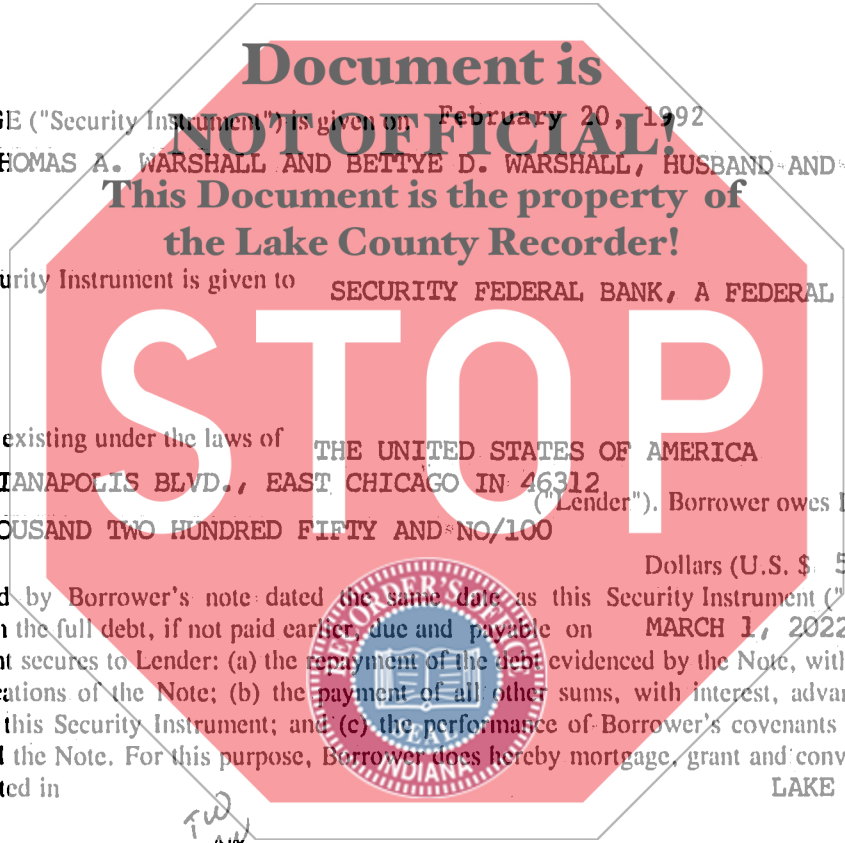 Document is
GE ("Security Instrument") is given on February 20, 1992
NOT OFFICIAL!
HOMAS A. WARSHALL AND BETTYE D. WARSHALL, HUSBAND AND
This Document is the property of
the Lake County Recorder!
urity Instrument is given to SECURITY FEDERAL BANK, A FEDERAL
STOP
existing under the laws of THE UNITED STATES OF AMERICA
IANAPOLIS BLVD., EAST CHICAGO IN 46312
("Lender"). Borrower owes
OUSAND TWO HUNDRED FIFTY AND NO/100
Dollars (U.S. $ 5
d by Borrower's note dated the same date as this Security Instrument ("
n the full debt, if not paid earlier, due and payable on MARCH 1, 2022
nt secures to Lender: (a) the repayment of the debt evidenced by the Note, with
cations of the Note; (b) the payment of all other sums, with interest, advan
this Security Instrument; and (c) the performance of Borrower's covenants
d the Note. For this purpose, Borrower does hereby mortgage, grant and conv
ted in LAKE
RECORDER'S OFFICE
SEAL
INDIANA
TW